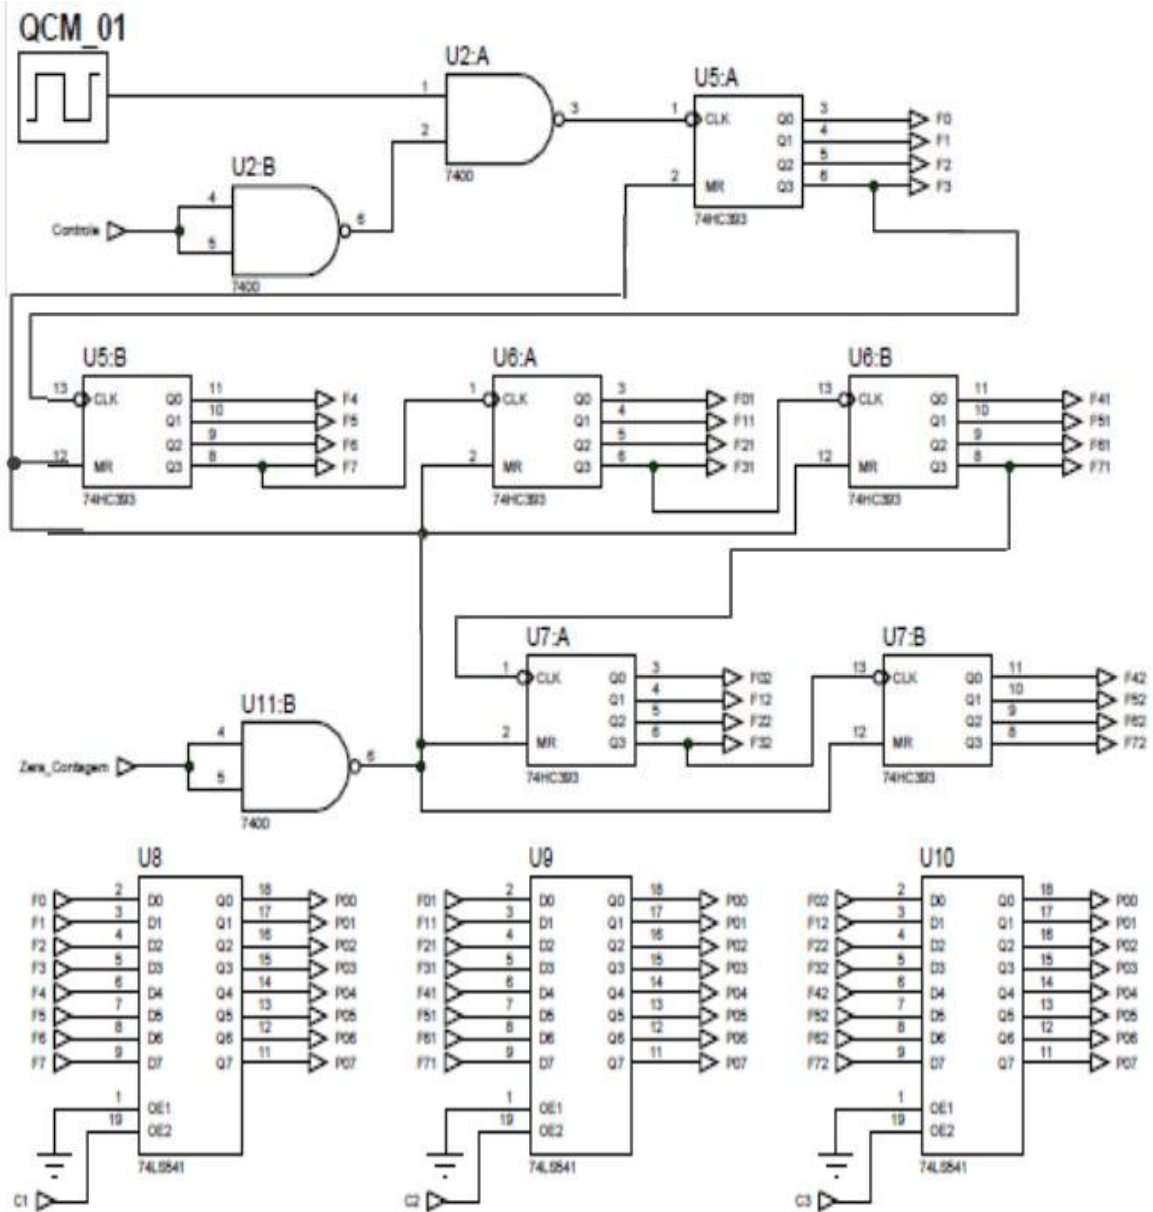 QCM_01
U2:A
1
2
3
7400
U2:B
4
5
6
7400
Controle
U5:A
1 CLK Q0 3 F0
Q1 4 F1
Q2 5 F2
2 MR Q3 6 F3
74HC393
U5:B
13 CLK Q0 11 F4
Q1 10 F5
Q2 9 F6
12 MR Q3 8 F7
74HC393
U6:A
1 CLK Q0 3 F01
Q1 4 F11
Q2 5 F21
2 MR Q3 6 F31
74HC393
U6:B
13 CLK Q0 11 F41
Q1 10 F51
Q2 9 F61
12 MR Q3 8 F71
74HC393
U7:A
1 CLK Q0 3 F02
Q1 4 F12
Q2 5 F22
2 MR Q3 6 F32
74HC393
U7:B
13 CLK Q0 11 F42
Q1 10 F52
Q2 9 F62
12 MR Q3 8 F72
74HC393
U11:B
4
5
6
7400
Zera_Contagem
U8
F0 2 D0 Q0 18 P00
F1 3 D1 Q1 17 P01
F2 4 D2 Q2 16 P02
F3 5 D3 Q3 15 P03
F4 6 D4 Q4 14 P04
F5 7 D5 Q5 13 P05
F6 8 D6 Q6 12 P06
F7 9 D7 Q7 11 P07
1 OE1
19 OE2
74LS541
C1
U9
F01 2 D0 Q0 18 P00
F11 3 D1 Q1 17 P01
F21 4 D2 Q2 16 P02
F31 5 D3 Q3 15 P03
F41 6 D4 Q4 14 P04
F51 7 D5 Q5 13 P05
F61 8 D6 Q6 12 P06
F71 9 D7 Q7 11 P07
1 OE1
19 OE2
74LS541
C2
U10
F02 2 D0 Q0 18 P00
F12 3 D1 Q1 17 P01
F22 4 D2 Q2 16 P02
F32 5 D3 Q3 15 P03
F42 6 D4 Q4 14 P04
F52 7 D5 Q5 13 P05
F62 8 D6 Q6 12 P06
F72 9 D7 Q7 11 P07
1 OE1
19 OE2
74LS541
C3